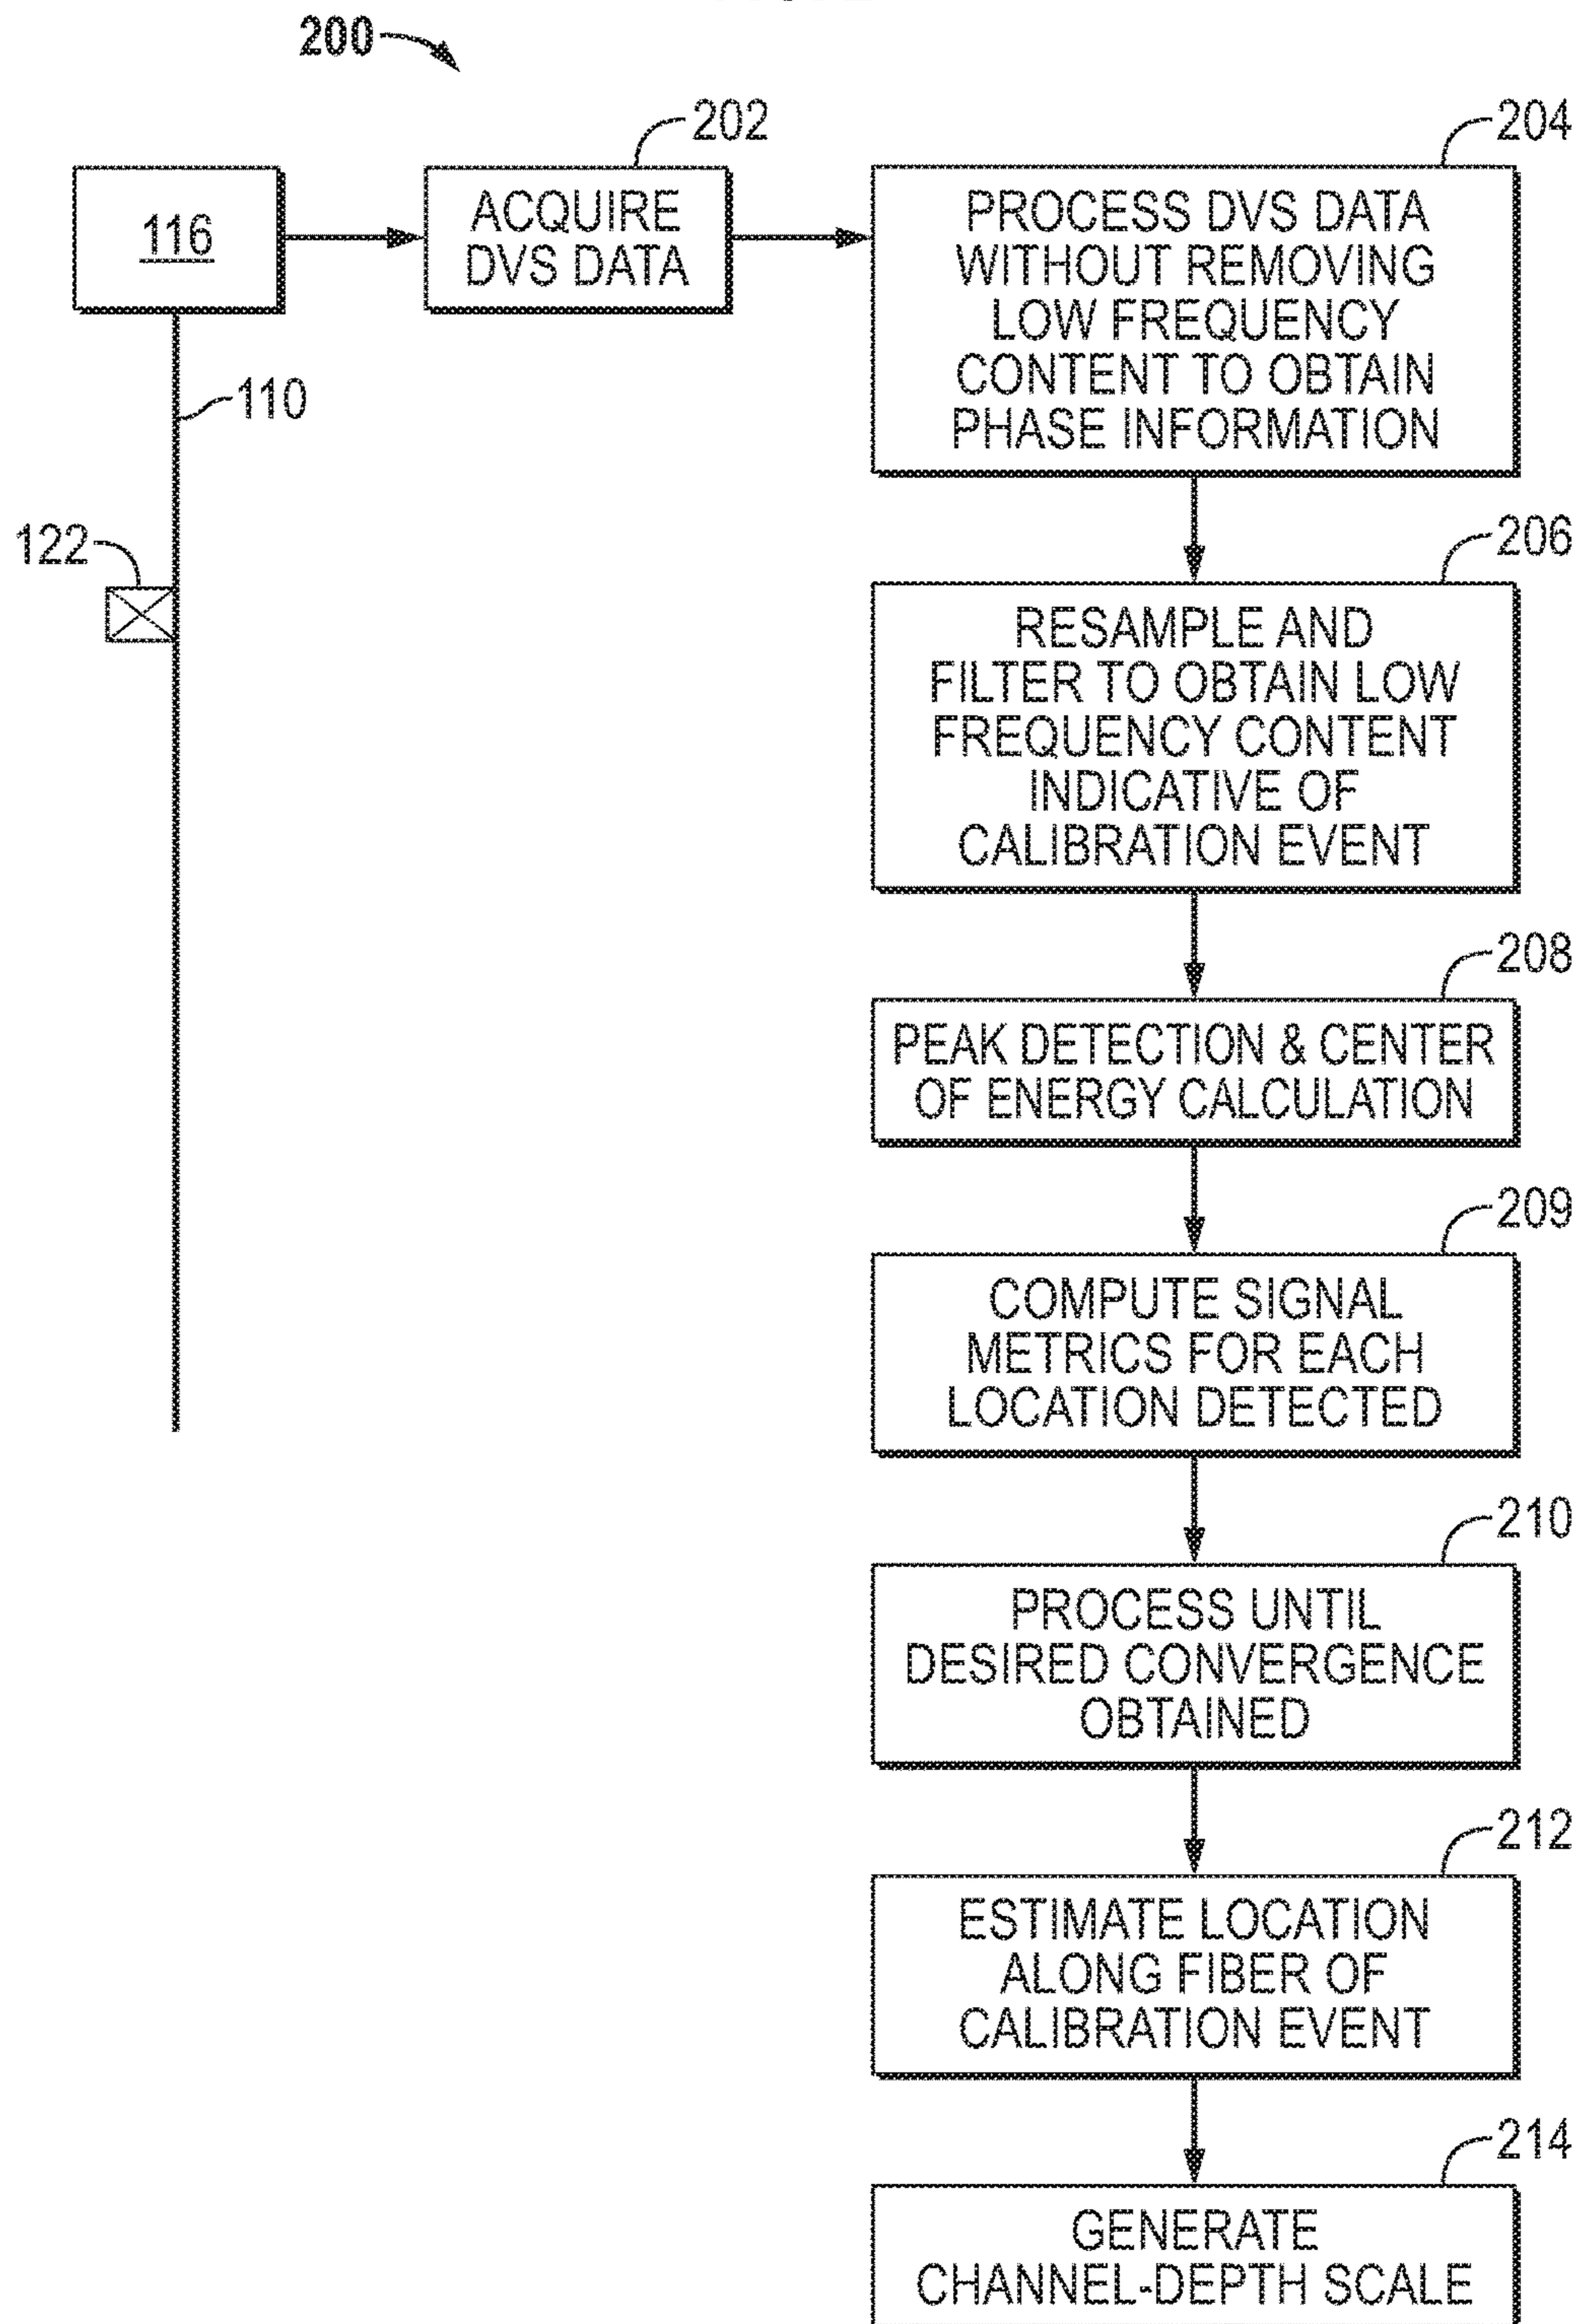 200
202
204
116
ACQUIRE
DVS DATA
PROCESS DVS DATA
WITHOUT REMOVING
LOW FREQUENCY
CONTENT TO OBTAIN
PHASE INFORMATION
110
122
206
RESAMPLE AND
FILTER TO OBTAIN LOW
FREQUENCY CONTENT
INDICATIVE OF
CALIBRATION EVENT
208
PEAK DETECTION & CENTER
OF ENERGY CALCULATION
209
COMPUTE SIGNAL
METRICS FOR EACH
LOCATION DETECTED
210
PROCESS UNTIL
DESIRED CONVERGENCE
OBTAINED
212
ESTIMATE LOCATION
ALONG FIBER OF
CALIBRATION EVENT
214
GENERATE
CHANNEL-DEPTH SCALE